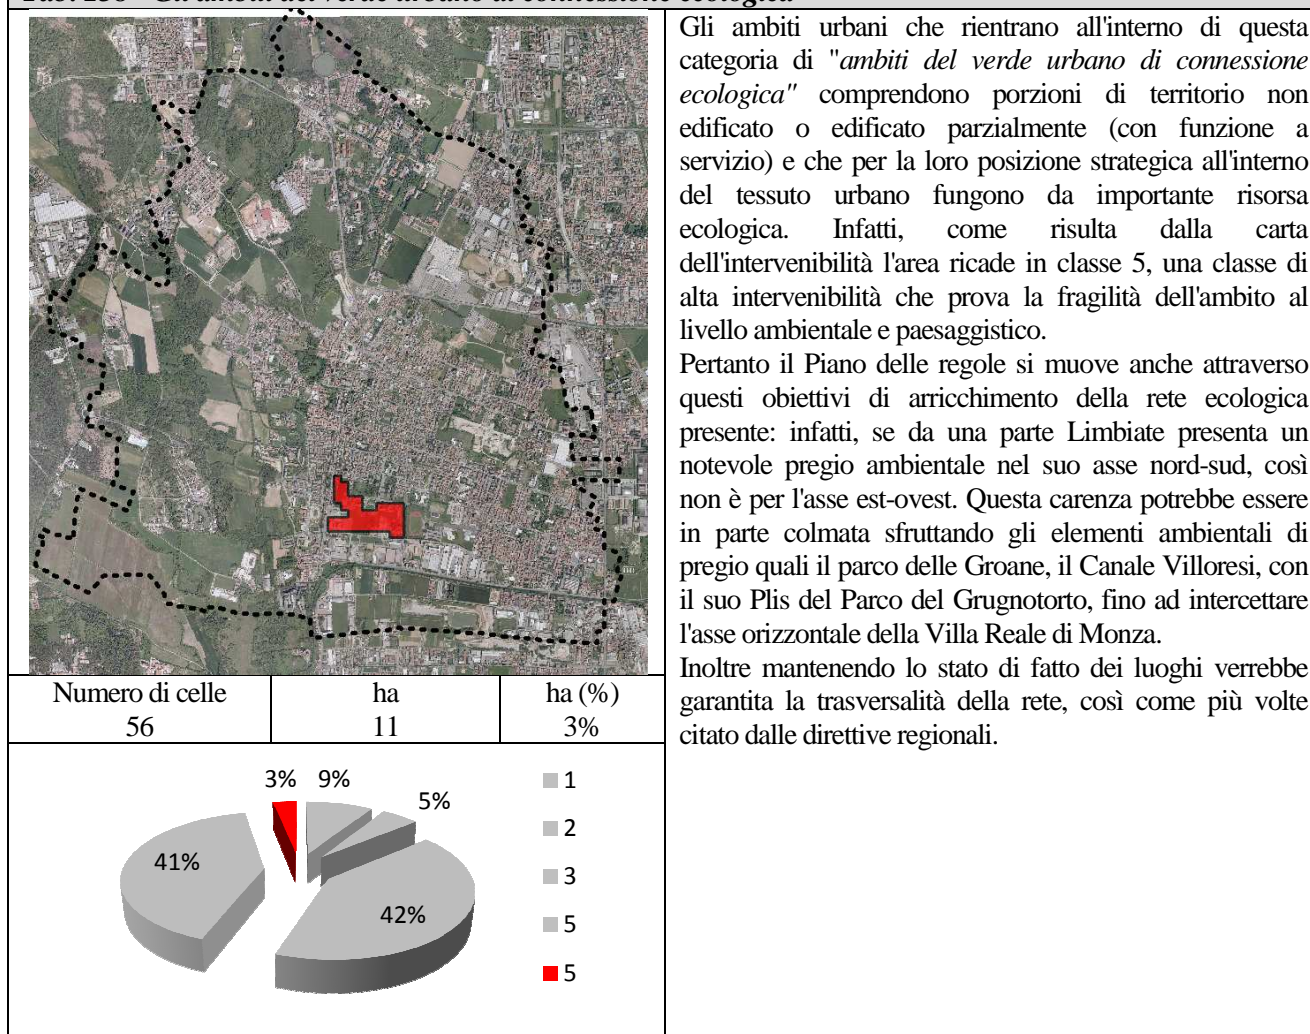 Gli ambiti urbani che rientrano all'interno di questa
categoria di "ambiti del verde urbano di connessione
ecologica" comprendono porzioni di territorio non
edificato o edificato parzialmente (con funzione a
servizio) e che per la loro posizione strategica all'interno
del tessuto urbano fungono da importante risorsa
ecologica. Infatti, come risulta dalla carta
dell'intervenibilità l'area ricade in classe 5, una classe di
alta intervenibilità che prova la fragilità dell'ambito al
livello ambientale e paesaggistico.
Pertanto il Piano delle regole si muove anche attraverso
questi obiettivi di arricchimento della rete ecologica
presente: infatti, se da una parte Limbiate presenta un
notevole pregio ambientale nel suo asse nord-sud, così
non è per l'asse est-ovest. Questa carenza potrebbe essere
in parte colmata sfruttando gli elementi ambientali di
pregio quali il parco delle Groane, il Canale Villoresi, con
il suo Plis del Parco del Grugnotorto, fino ad intercettare
l'asse orizzontale della Villa Reale di Monza.
Inoltre mantenendo lo stato di fatto dei luoghi verrebbe
garantita la trasversalità della rete, così come più volte
citato dalle direttive regionali.
Numero di celle ha ha (%)
56 11 3%
3% 9%
5%
41%
42%
1
2
3
5
5